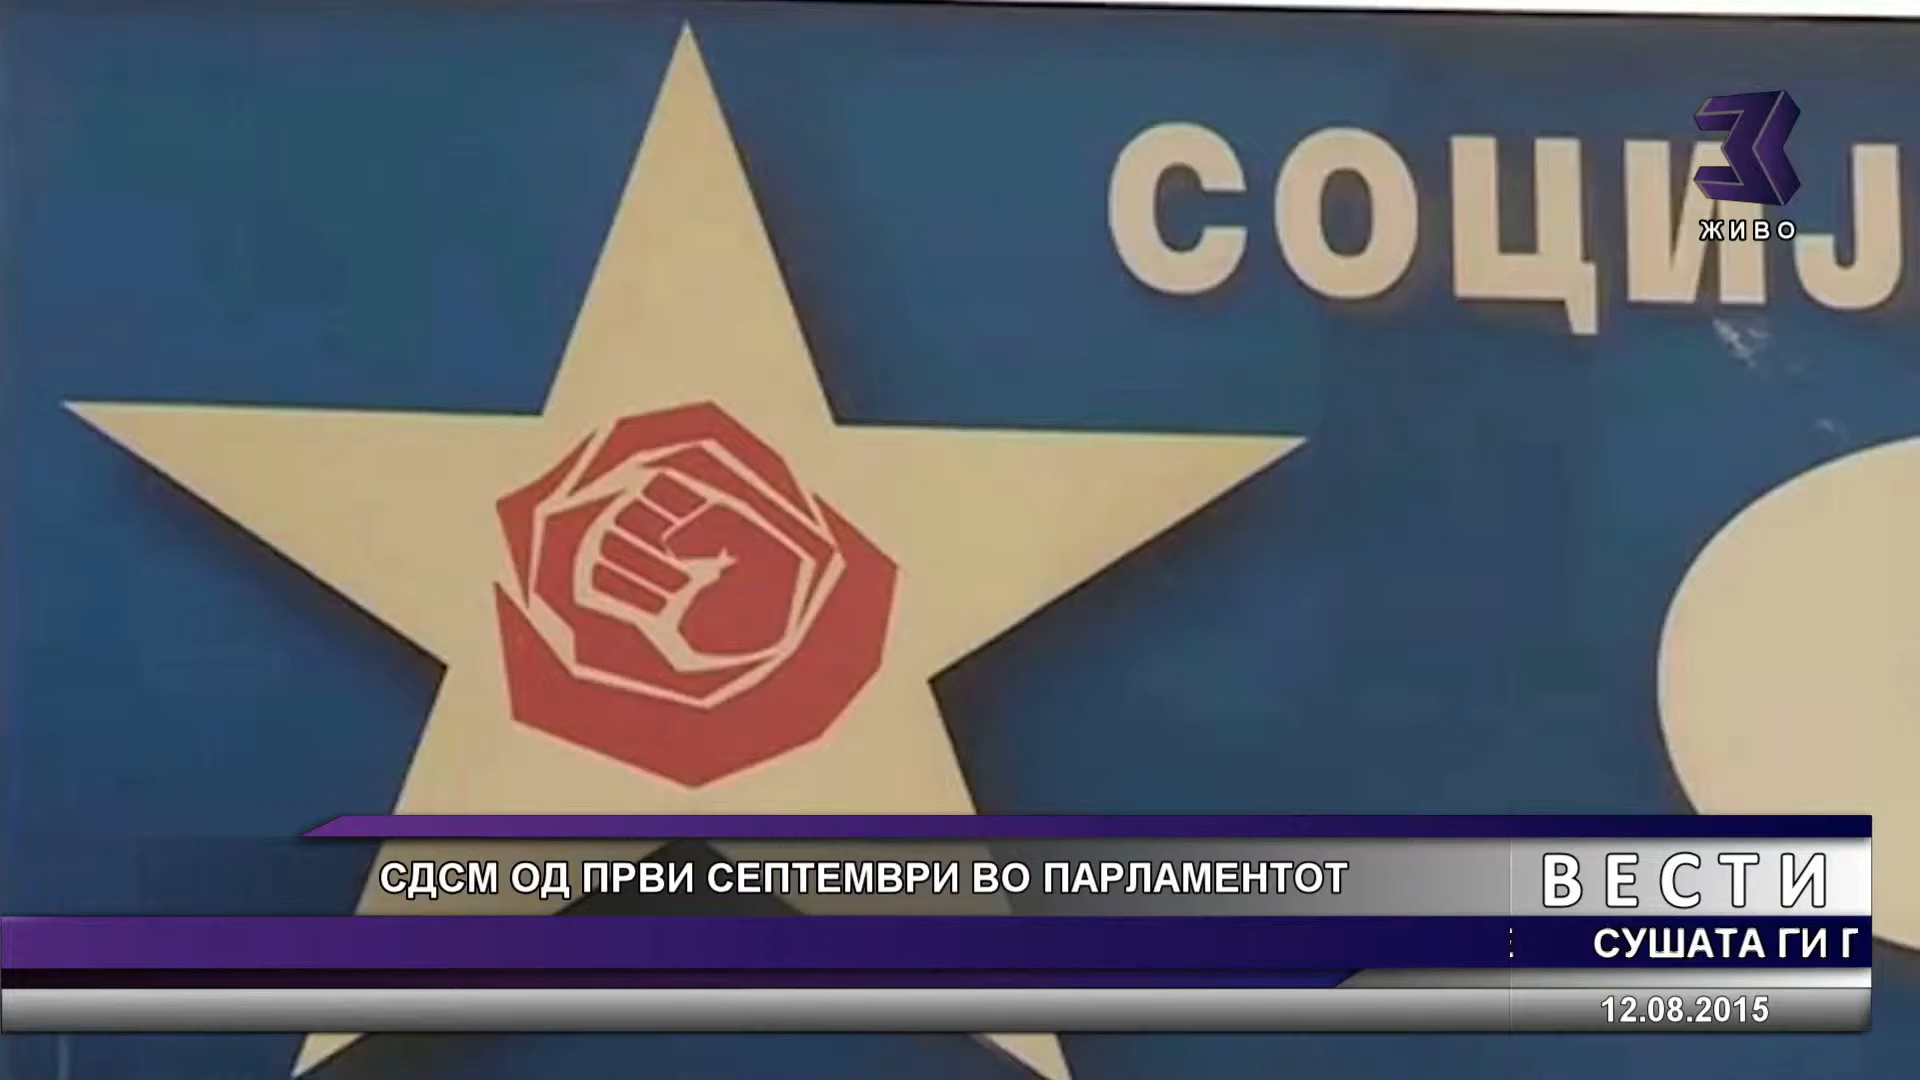 СОЦИЈ
ЖИВО
СДСМ ОД ПРВИ СЕПТЕМВРИ ВО ПАРЛАМЕНТОТ
ВЕСТИ
СУШАТА ГИ
12.08.2015